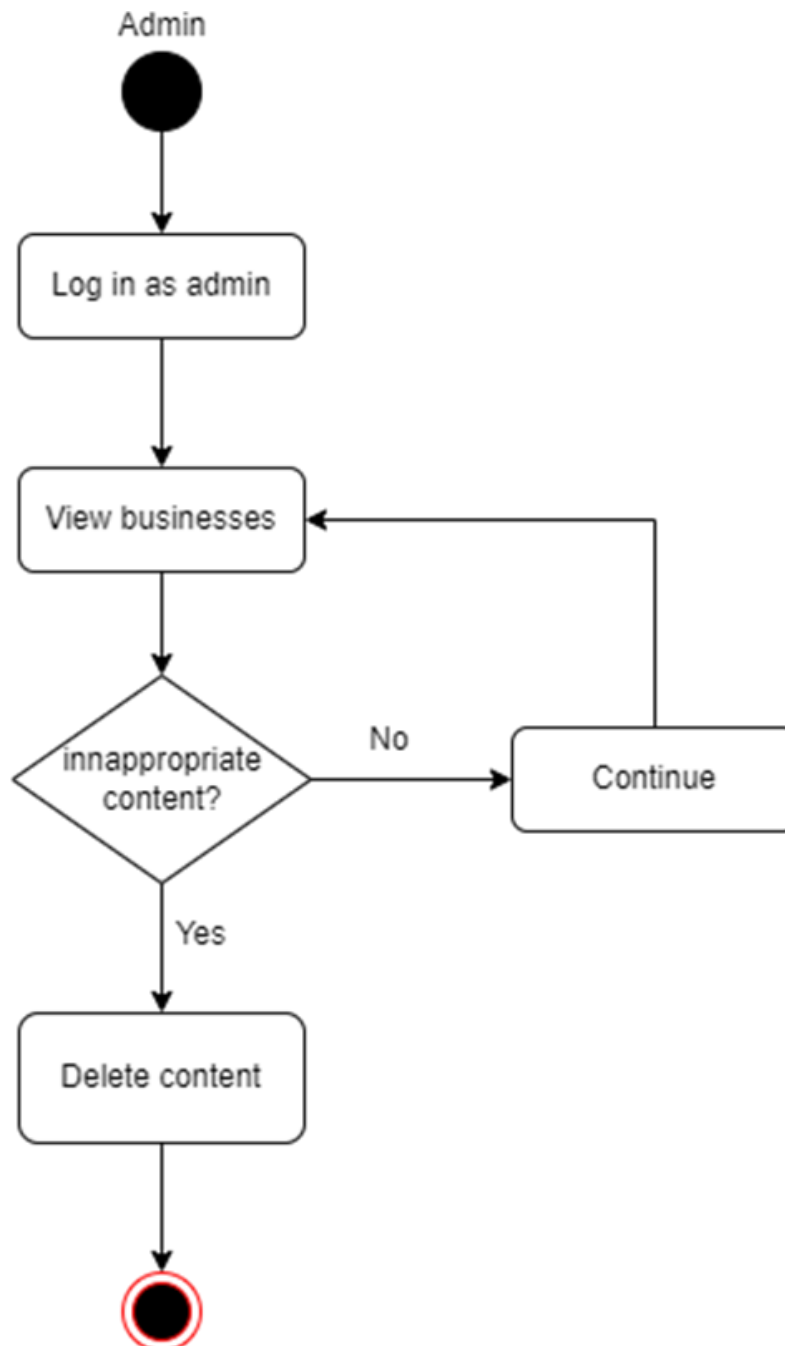 Admin
Log in as admin
View businesses
innappropriate
content?
No
Continue
Yes
Delete content